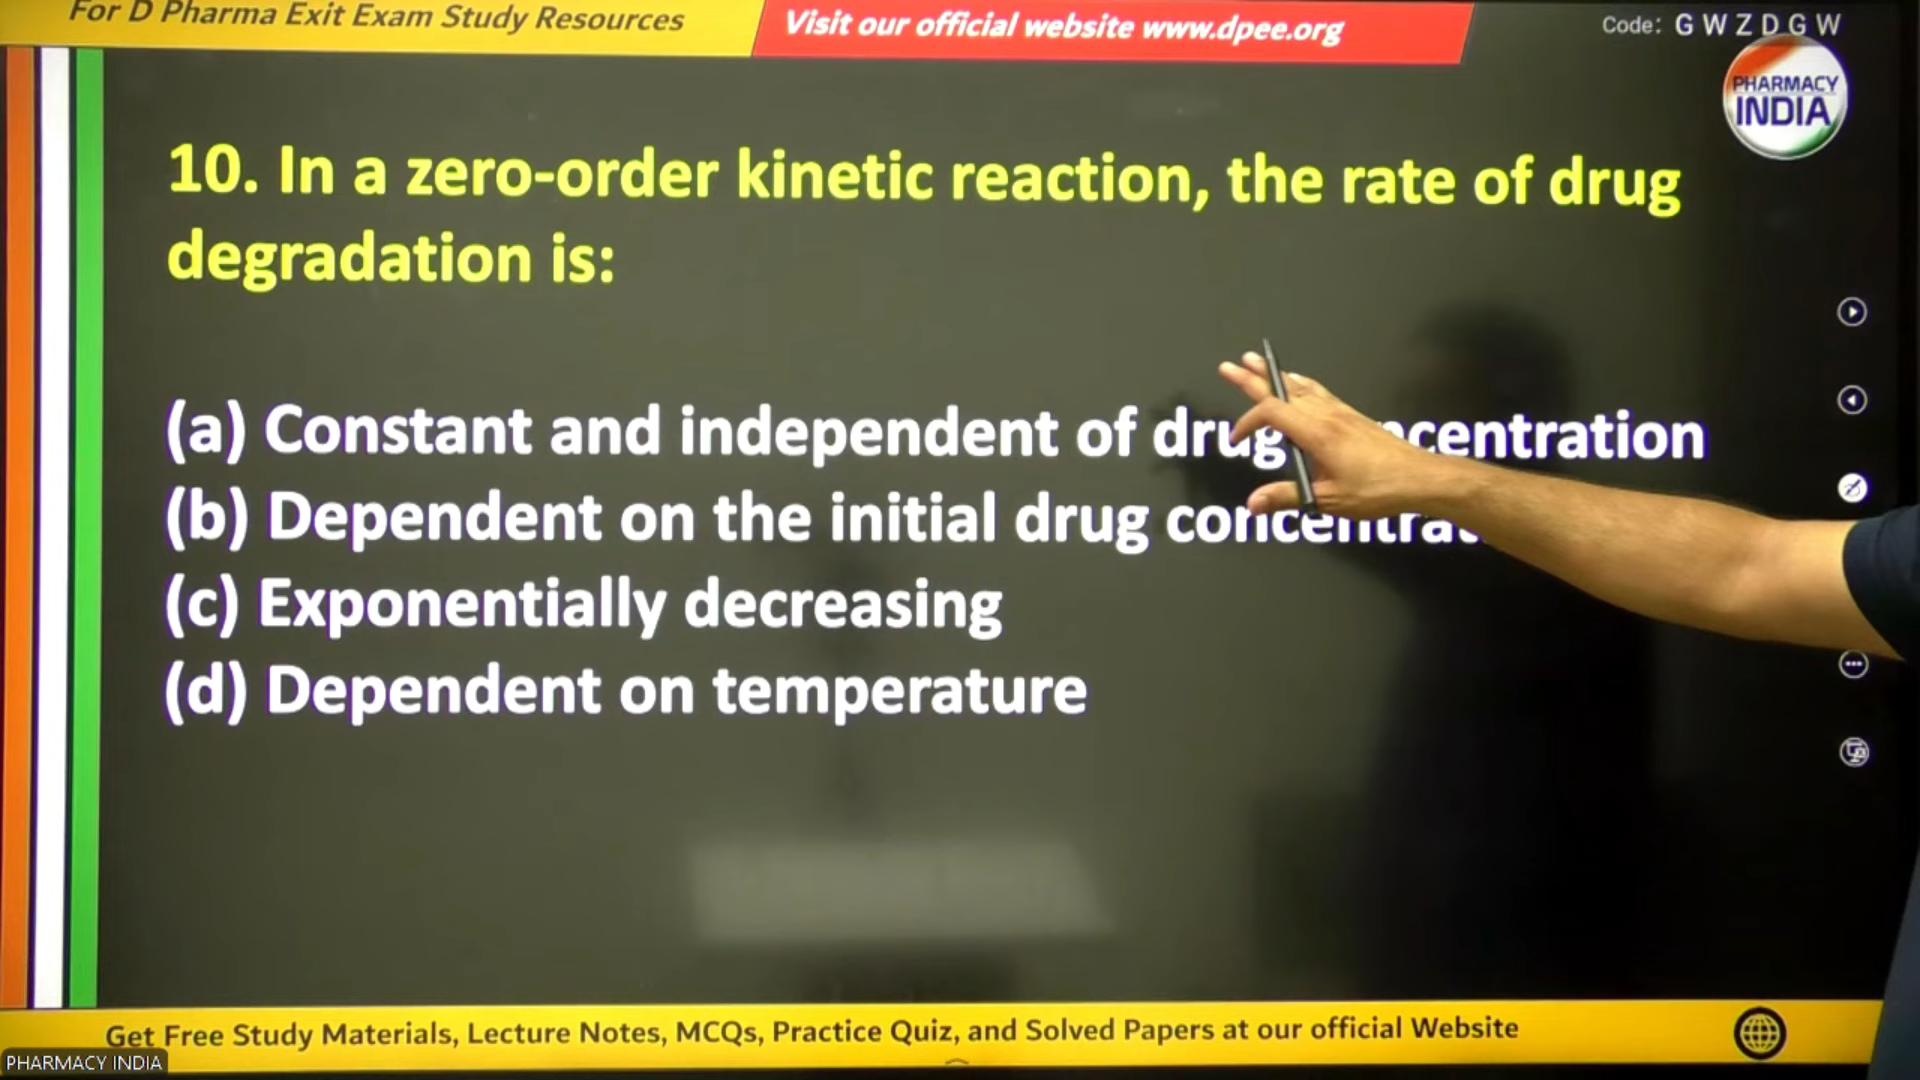 For D Pharma Exit Exam Study Resources
Visit our official website www.dpee.org
Code: G W Z D G W
PHARMACY
INDIA
10. In a zero-order kinetic reaction, the rate of drug
degradation is:
(a) Constant and independent of drug
(b) Dependent on the initial drug
(c) Exponentially decreasing
(d) Dependent on temperature
Get Free Study Materials, Lecture Notes, MCQs, Practice Quiz, and Solved Papers at our official Website
PHARMACY INDIA